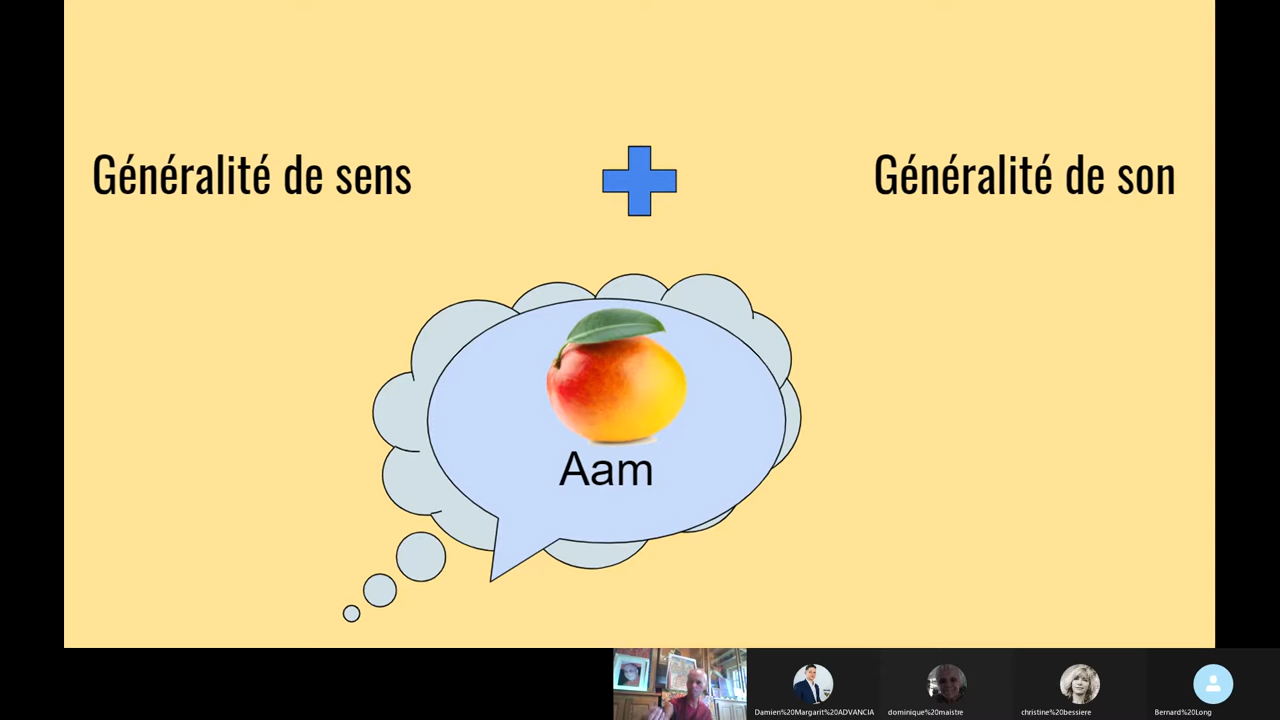 Généralité de sens
Généralité de son
Aam
Damien%20Margarit%20ADVANCIA
dominique%20maistre
christine%20bessiere
Bernard%20Long